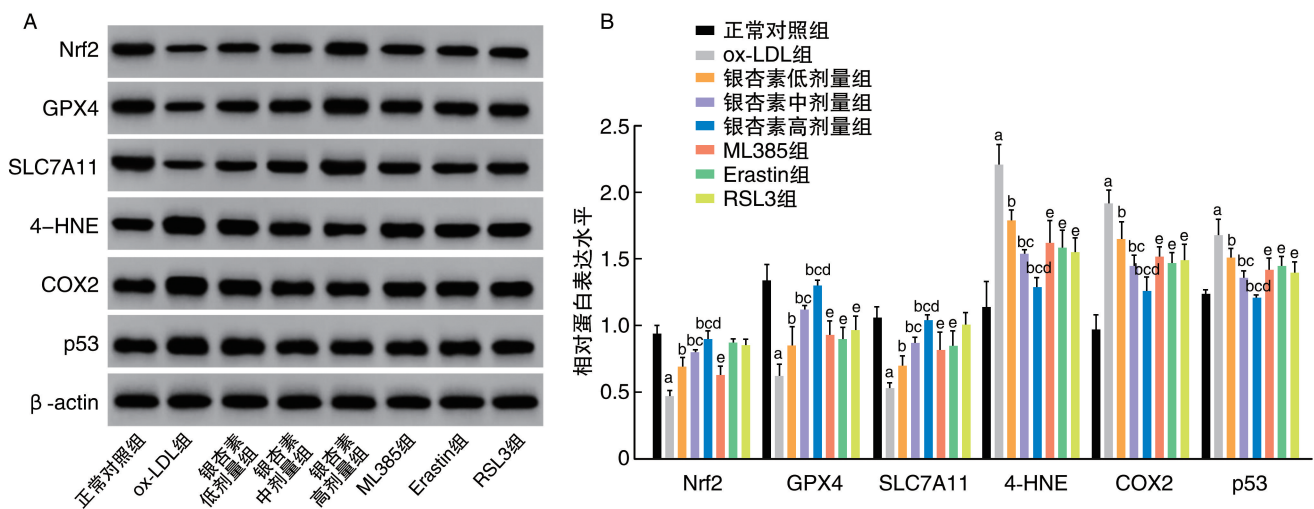 A
Nrf2
GPX4
SLC7A11
4-HNE
COX2
p53
β-actin
正常对照组
ox-LDL组
银杏素
低剂量组
银杏素
中剂量组
银杏素
高剂量组
ML385组
Erastin组
RSL3组
B
正常对照组
ox-LDL组
银杏素低剂量组
银杏素中剂量组
银杏素高剂量组
ML385组
Erastin组
RSL3组
相对蛋白表达水平
2.5
2.0
1.5
1.0
0.5
0
a b bc bcd e
a b bc bcd e e e
a b bc bcd e e e
a b bc bcd e e e
a b bc bcd e e e
a b bc bcd e e e
Nrf2 GPX4 SLC7A11 4-HNE COX2 p53